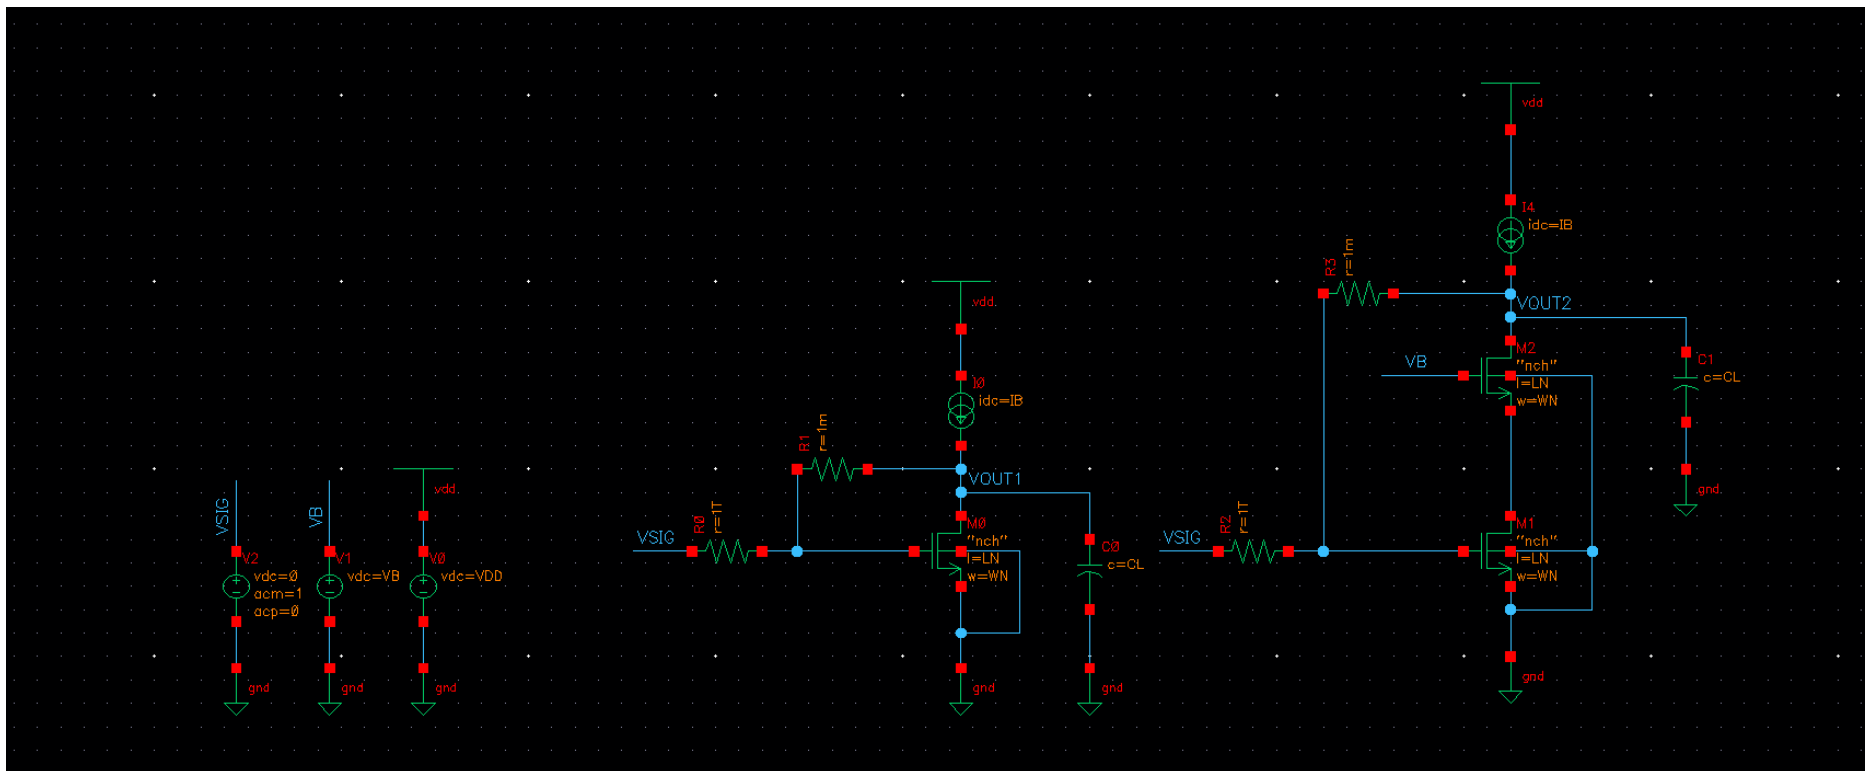 VSIG
V2
vdc=0
acm=1
acp=0
gnd
VB
V1
vdc=VB
gnd
vdd
V0
vdc=VDD
gnd
VSIG
R0
r=1T
R1
r=1m
vdd
I0
idc=IB
VOUT1
M0
"nch"
l=LN
w=WN
gnd
C0
c=CL
gnd
VSIG
R2
r=1T
R3
r=1m
vdd
I4
idc=IB
VOUT2
VB
M2
"nch"
l=LN
w=WN
M1
"nch"
l=LN
w=WN
gnd
C1
c=CL
gnd